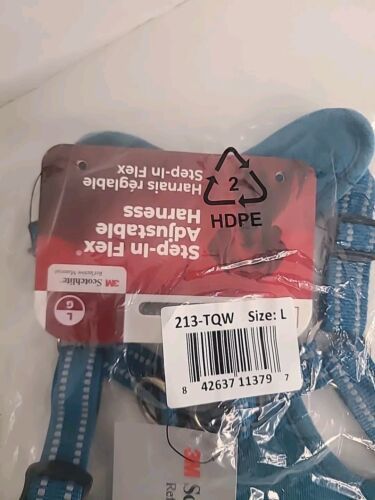 Step-In Flex®
Adjustable
Harness
Harnais réglable
Step-In Flex
3M
Scotchlite™
Reflective Material
L
G
2
HDPE
213-TQW Size: L
8 42637 11379 7
3M
Sc
Re